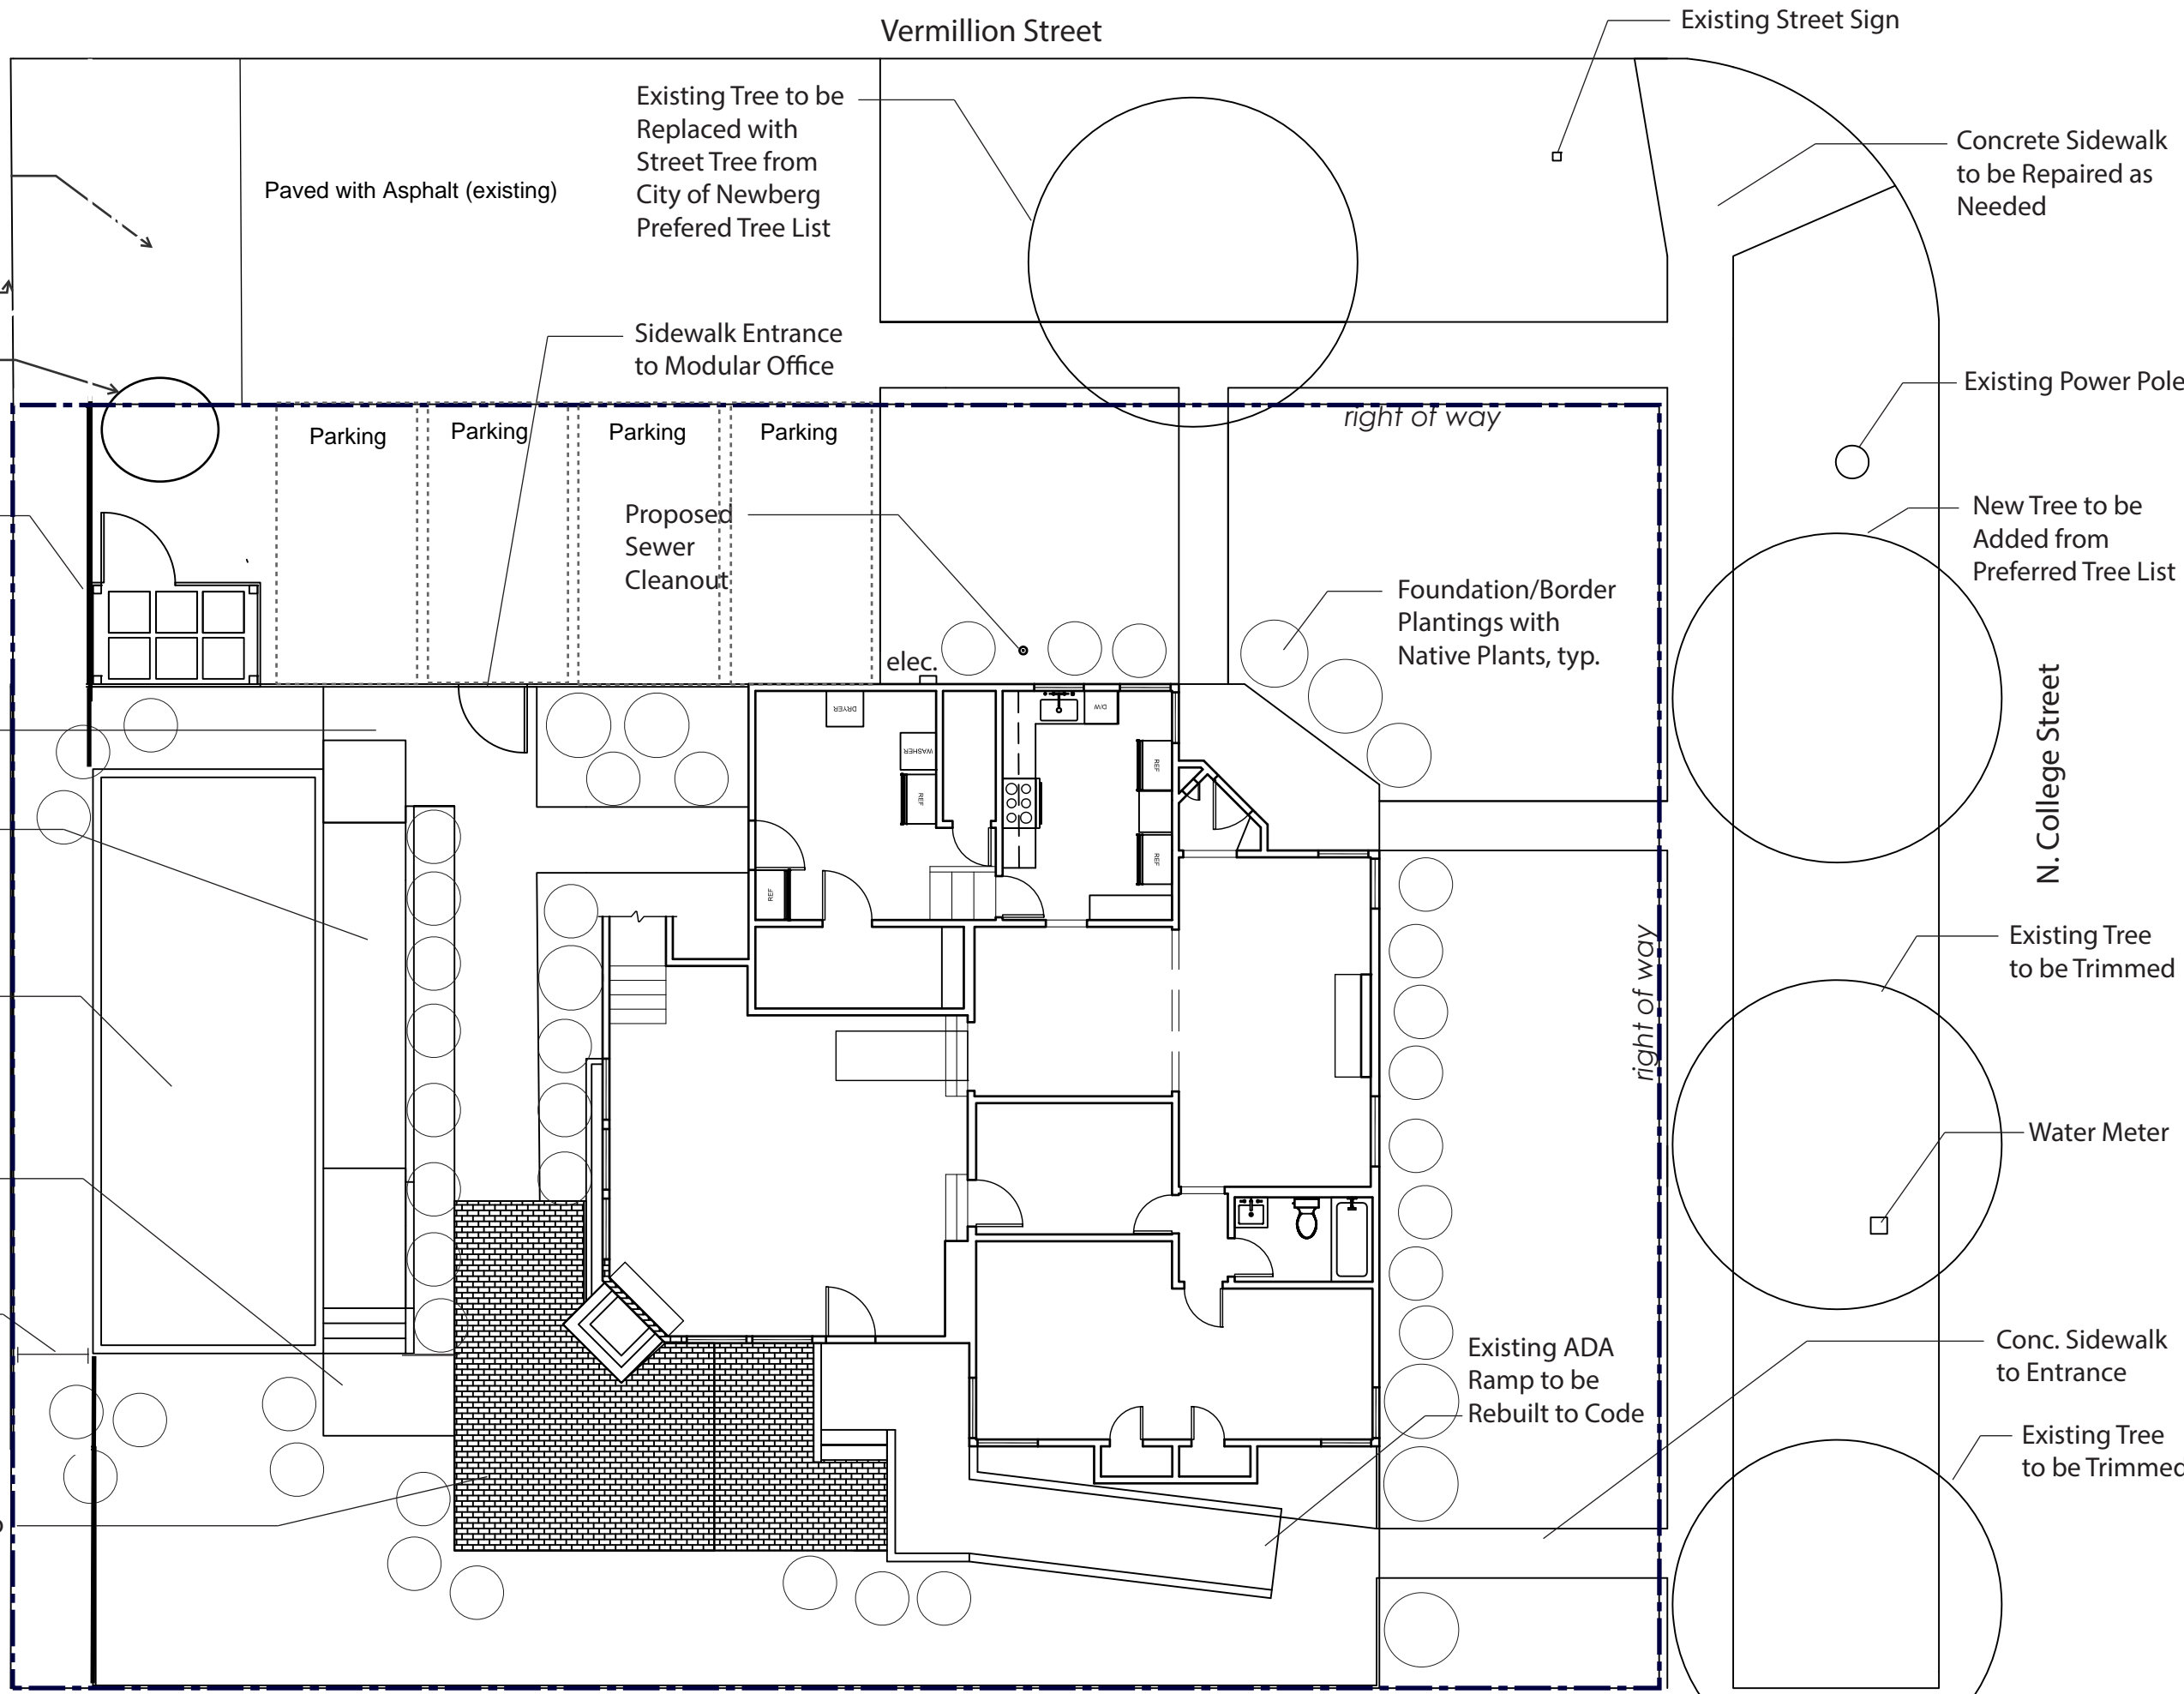 Vermillion Street
Existing Street Sign
Existing Tree to be
Replaced with
Street Tree from
City of Newberg
Prefered Tree List
Concrete Sidewalk
to be Repaired as
Needed
Paved with Asphalt (existing)
Sidewalk Entrance
to Modular Office
Existing Power Pole
right of way
Parking
Parking
Parking
Parking
New Tree to be
Added from
Preferred Tree List
Proposed
Sewer
Cleanout
Foundation/Border
Plantings with
Native Plants, typ.
elec.
N. College Street
DRYER
WASHER
D/W
REF
REF
REF
REF
right of way
Existing Tree
to be Trimmed
Water Meter
Existing ADA
Ramp to be
Rebuilt to Code
Conc. Sidewalk
to Entrance
Existing Tree
to be Trimmed